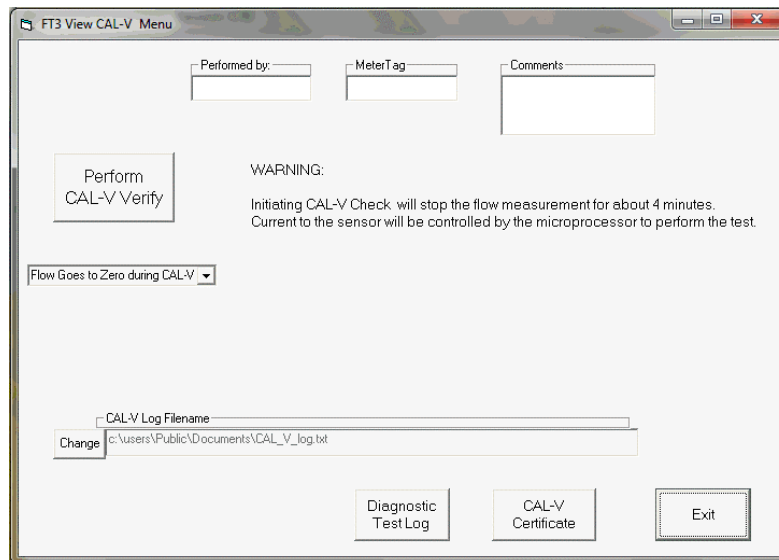 FT3 View CAL-V Menu
Performed by:
MeterTag
Comments
Perform
CAL-V Verify
WARNING:
Initiating CAL-V Check will stop the flow measurement for about 4 minutes.
Current to the sensor will be controlled by the microprocessor to perform the test.
Flow Goes to Zero during CAL-V
CAL-V Log Filename
Change
c:\users\Public\Documents\CAL_V_log.txt
Diagnostic
Test Log
CAL-V
Certificate
Exit